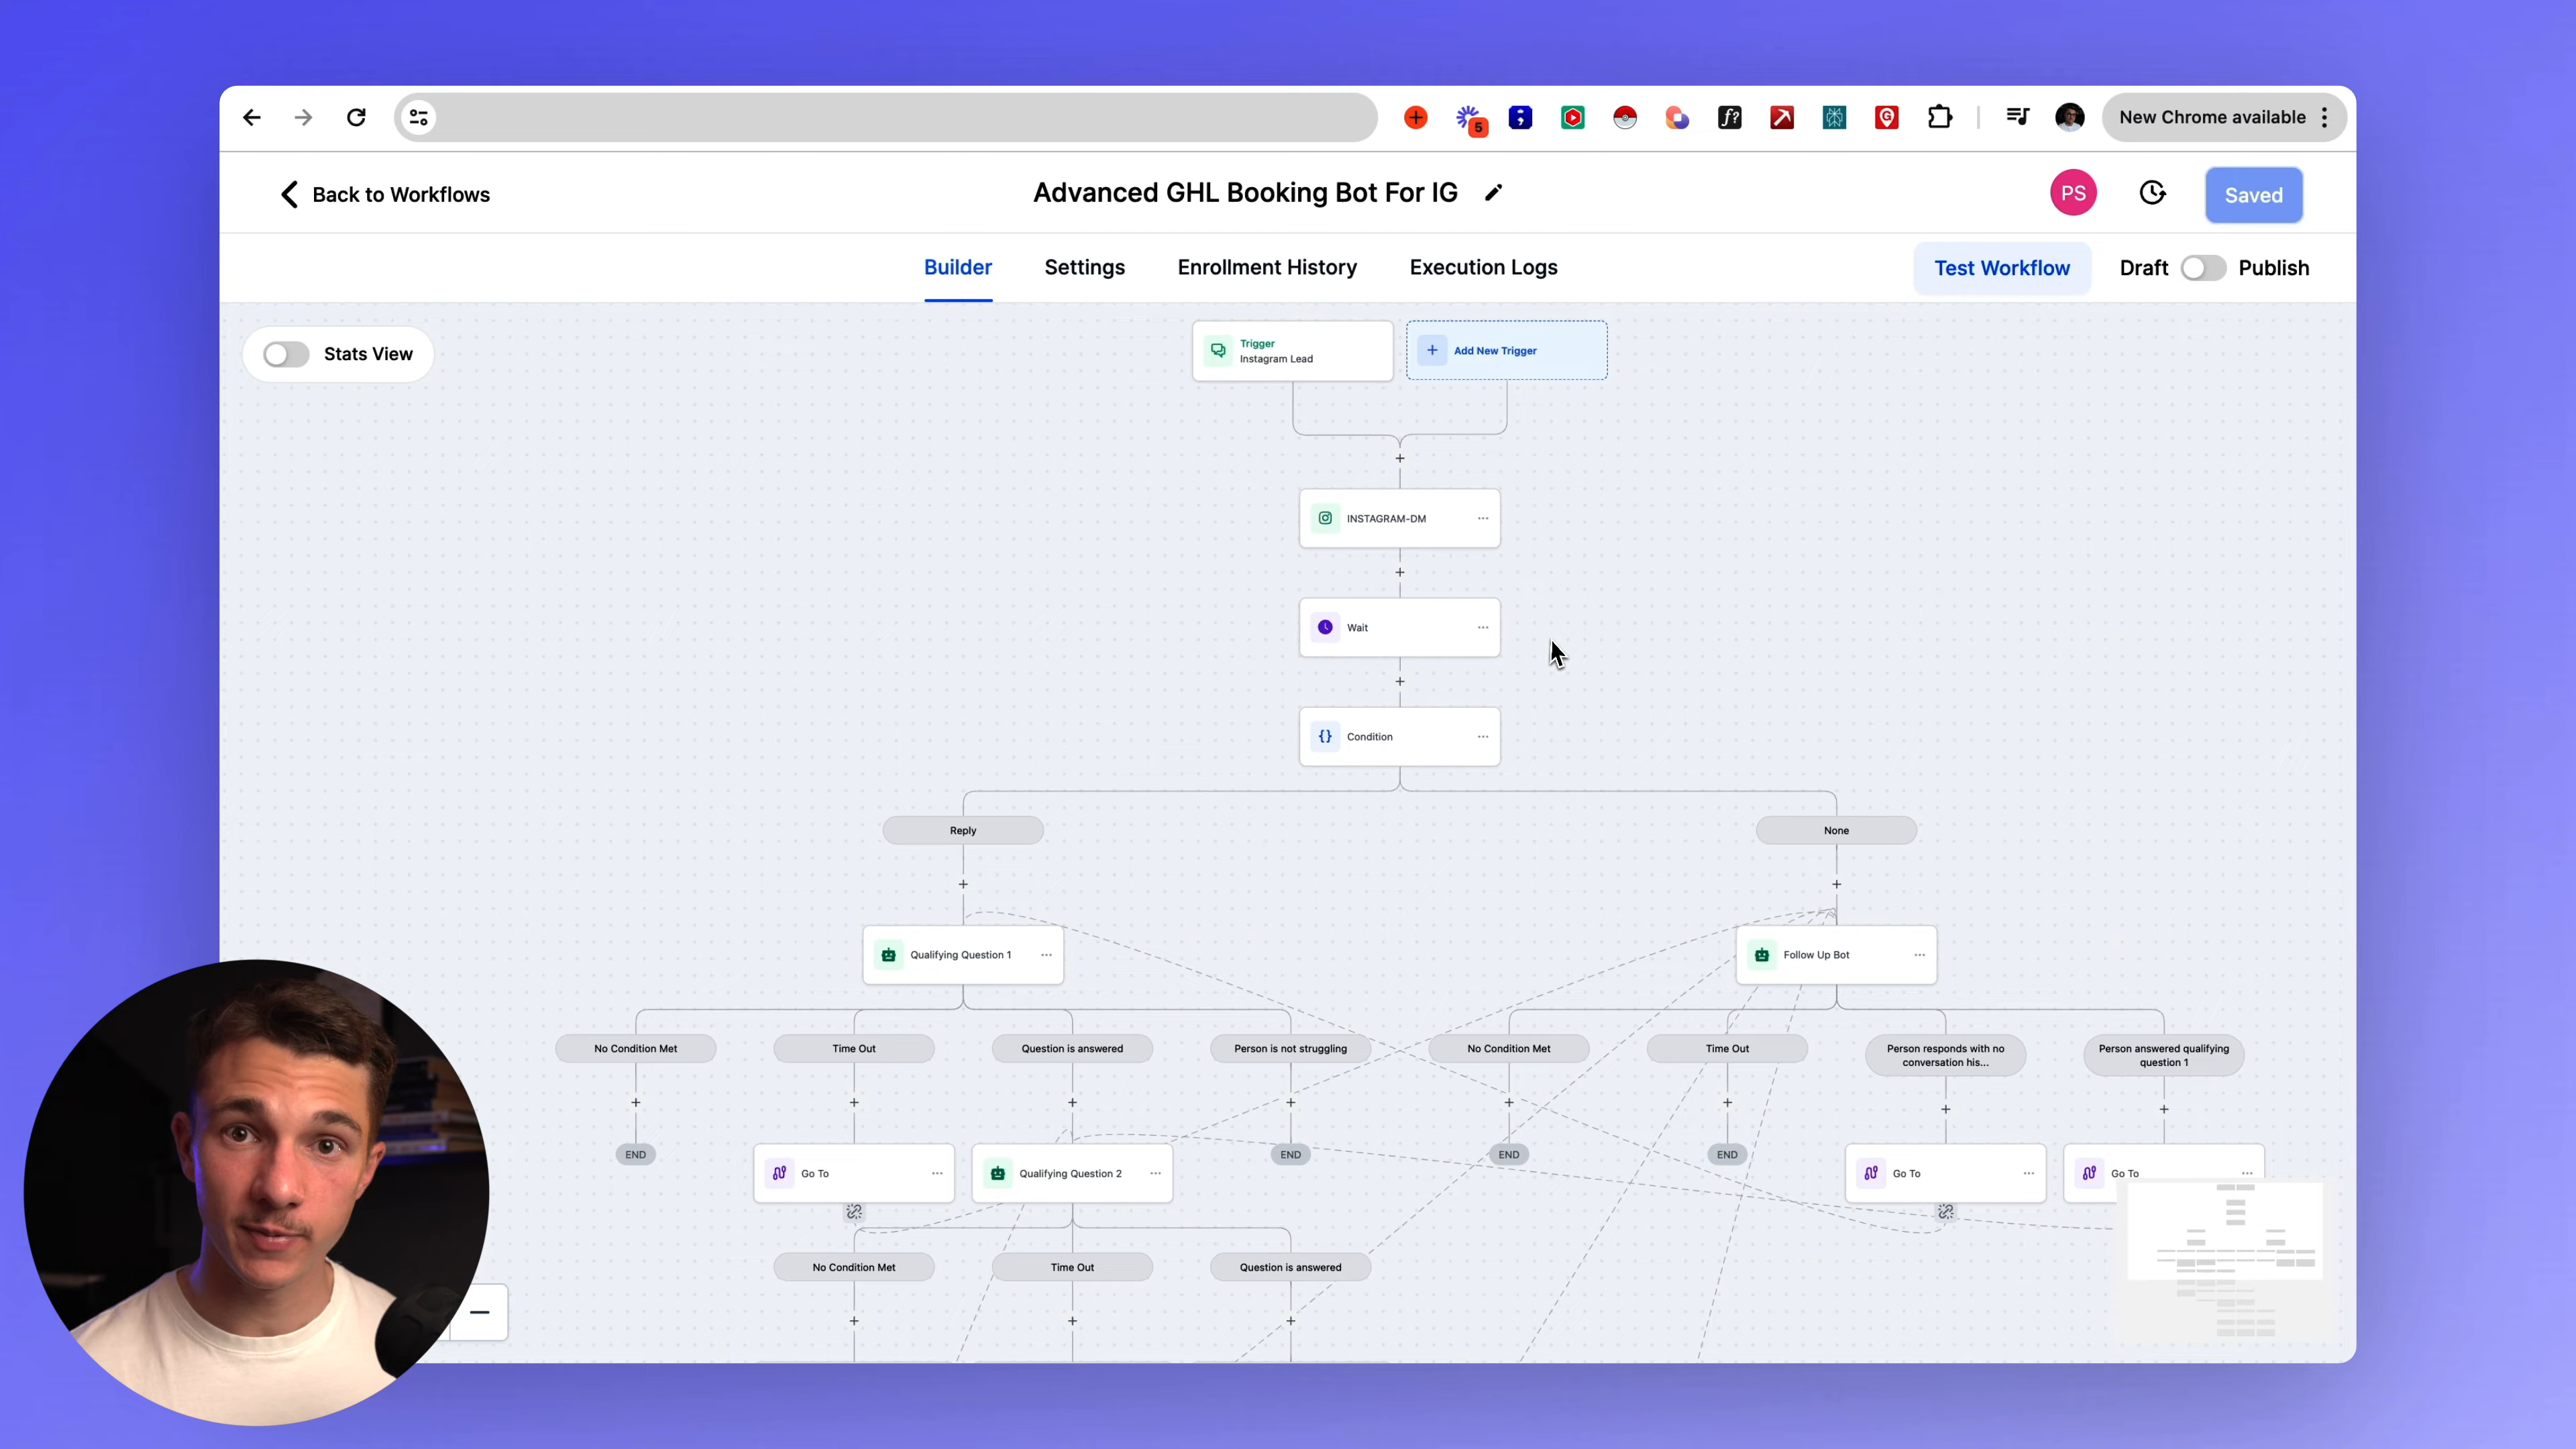 5
f?
G
New Chrome available
Back to Workflows
Advanced GHL Booking Bot For IG
PS
Saved
Builder
Settings
Enrollment History
Execution Logs
Test Workflow
Draft
Publish
Stats View
Trigger
Instagram Lead
Add New Trigger
INSTAGRAM-DM
Wait
Condition
Reply
None
Qualifying Question 1
Follow Up Bot
No Condition Met
Time Out
Question is answered
Person is not struggling
No Condition Met
Time Out
Person responds with no
conversation his...
Person answered qualifying
question 1
END
Go To
Qualifying Question 2
END
END
END
Go To
Go To
No Condition Met
Time Out
Question is answered